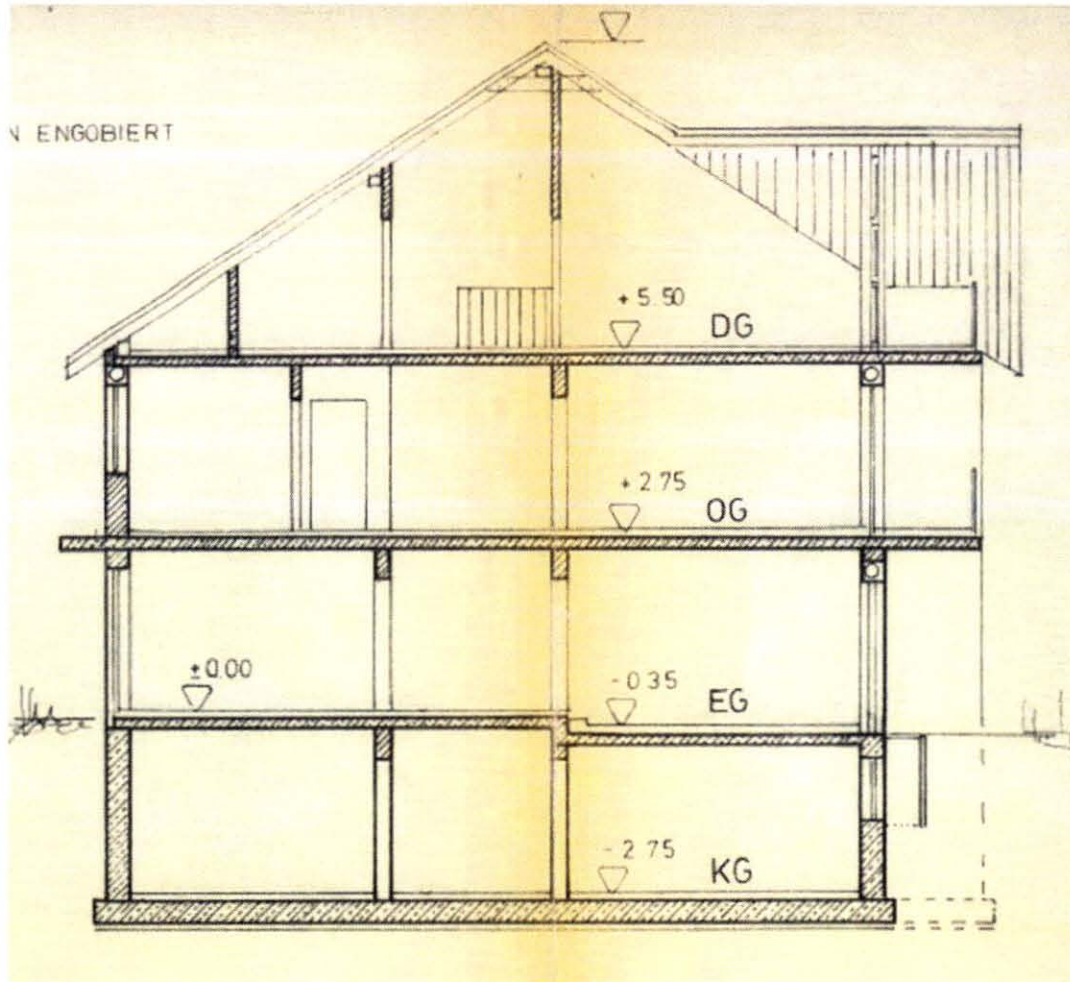 N ENGOBIERT
+ 5.50
DG
+ 2.75
OG
±0.00
- 0.35
EG
- 2.75
KG